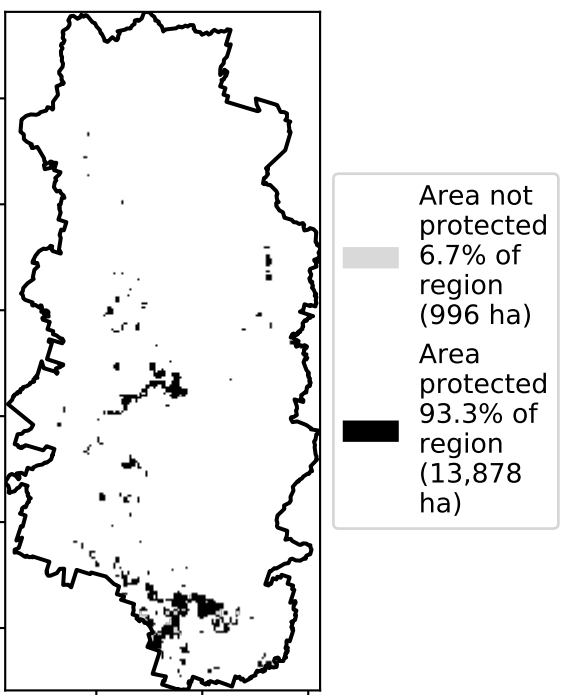 Area not
protected
6.7% of
region
(996 ha)
Area
protected
93.3% of
region
(13,878
ha)